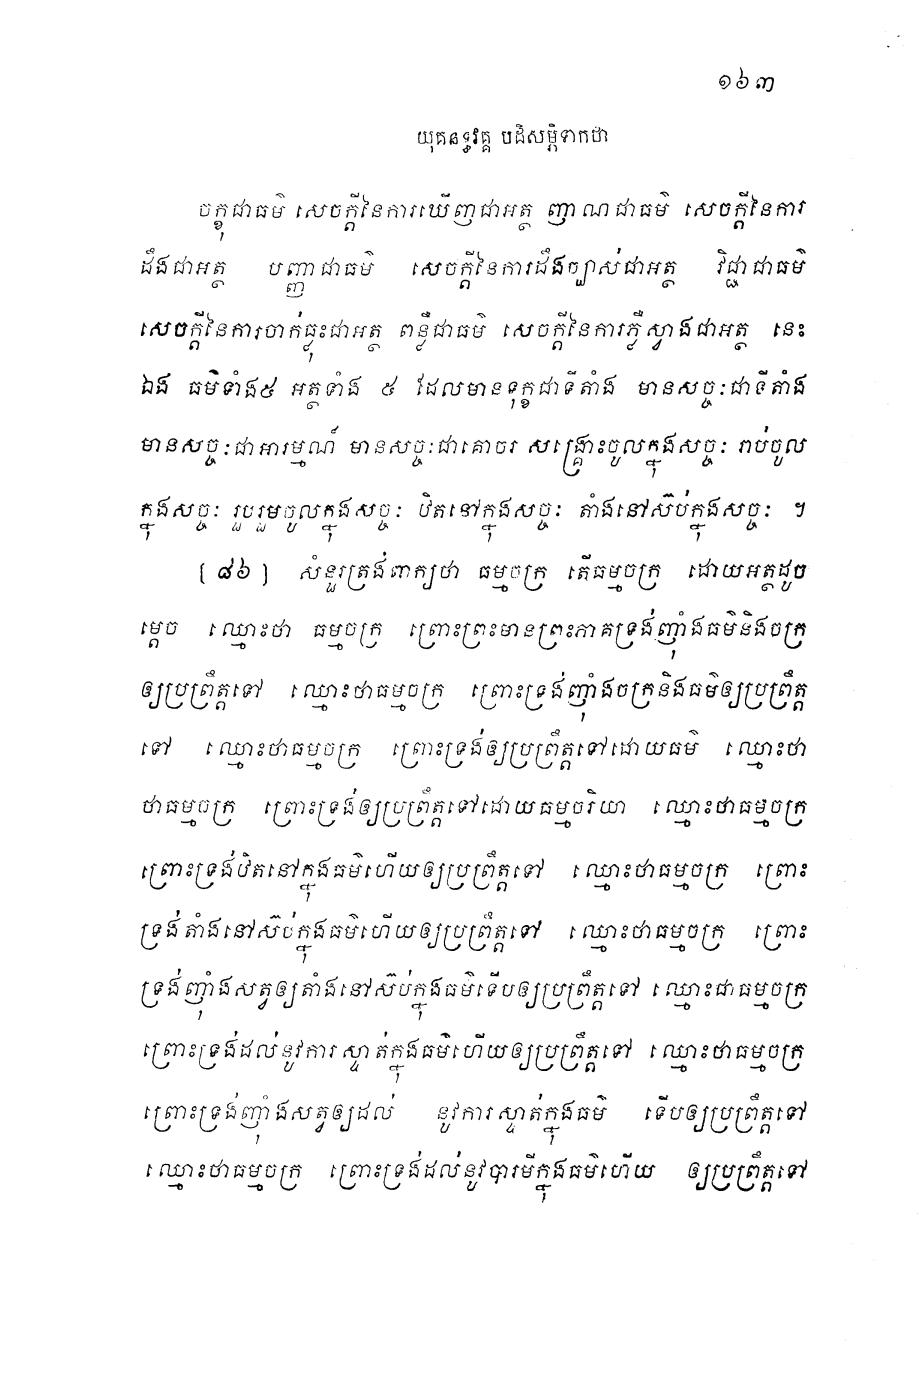 ១៦៣
យុគនទ្ធវគ្គ បដិសម្ភិទាកថា
ចក្ខុជាធម៌ សេចក្តីនៃការឃើញជាអត្ថ ញាណជាធម៌ សេចក្តីនៃការ
ដឹងជាអត្ថ បញ្ញាជាធម៌ សេចក្តីនៃការដឹងច្បាស់ជាអត្ថ វិជ្ជាជាធម៌
សេចក្តីនៃការចាក់ធ្លុះជាអត្ថ ពន្លឺជាធម៌ សេចក្តីនៃការភ្លឺស្វាងជាអត្ថ នេះ
ឯង ធម៌ទាំង៥ អត្ថទាំង ៥ ដែលមានទុក្ខជាទីតាំង មានសច្ចៈជាទីតាំង
មានសច្ចៈជាអារម្មណ៍ មានសច្ចៈជាគោចរ សង្គ្រោះចូលក្នុងសច្ចៈ រាប់ចូល
ក្នុងសច្ចៈ រួបរួមចូលក្នុងសច្ចៈ ឋិតនៅក្នុងសច្ចៈ តាំងនៅស៊ប់ក្នុងសច្ចៈ ។
[៨៦] សំនួរត្រង់ពាក្យថា ធម្មចក្រ តើធម្មចក្រ ដោយអត្ថដូច
ម្តេច ឈ្មោះថា ធម្មចក្រ ព្រោះព្រះមានព្រះភាគទ្រង់ញុំាងធម៌និងចក្រ
ឲ្យប្រព្រឹត្តទៅ ឈ្មោះថាធម្មចក្រ ព្រោះទ្រង់ញុំាងចក្រនិងធម៌ឲ្យប្រព្រឹត្ត
ទៅ ឈ្មោះថាធម្មចក្រ ព្រោះទ្រង់ឲ្យប្រព្រឹត្តទៅដោយធម៌ ឈ្មោះថា
ថាធម្មចក្រ ព្រោះទ្រង់ឲ្យប្រព្រឹត្តទៅដោយធម្មចរិយា ឈ្មោះថាធម្មចក្រ
ព្រោះទ្រង់ឋិតនៅក្នុងធម៌ហើយឲ្យប្រព្រឹត្តទៅ ឈ្មោះថាធម្មចក្រ ព្រោះ
ទ្រង់តាំងនៅស៊ប់ក្នុងធម៌ហើយឲ្យប្រព្រឹត្តទៅ ឈ្មោះថាធម្មចក្រ ព្រោះ
ទ្រង់ញុំាងសត្វឲ្យតាំងនៅស៊ប់ក្នុងធម៌ទើបឲ្យប្រព្រឹត្តទៅ ឈ្មោះជាធម្មចក្រ
ព្រោះទ្រង់ដល់នូវការស្ទាត់ក្នុងធម៌ហើយឲ្យប្រព្រឹត្តទៅ ឈ្មោះថាធម្មចក្រ
ព្រោះទ្រង់ញុំាងសត្វឲ្យដល់ នូវការស្ទាត់ក្នុងធម៌ ទើបឲ្យប្រព្រឹត្តទៅ
ឈ្មោះថាធម្មចក្រ ព្រោះទ្រង់ដល់នូវបារមីក្នុងធម៌ហើយ ឲ្យប្រព្រឹត្តទៅ